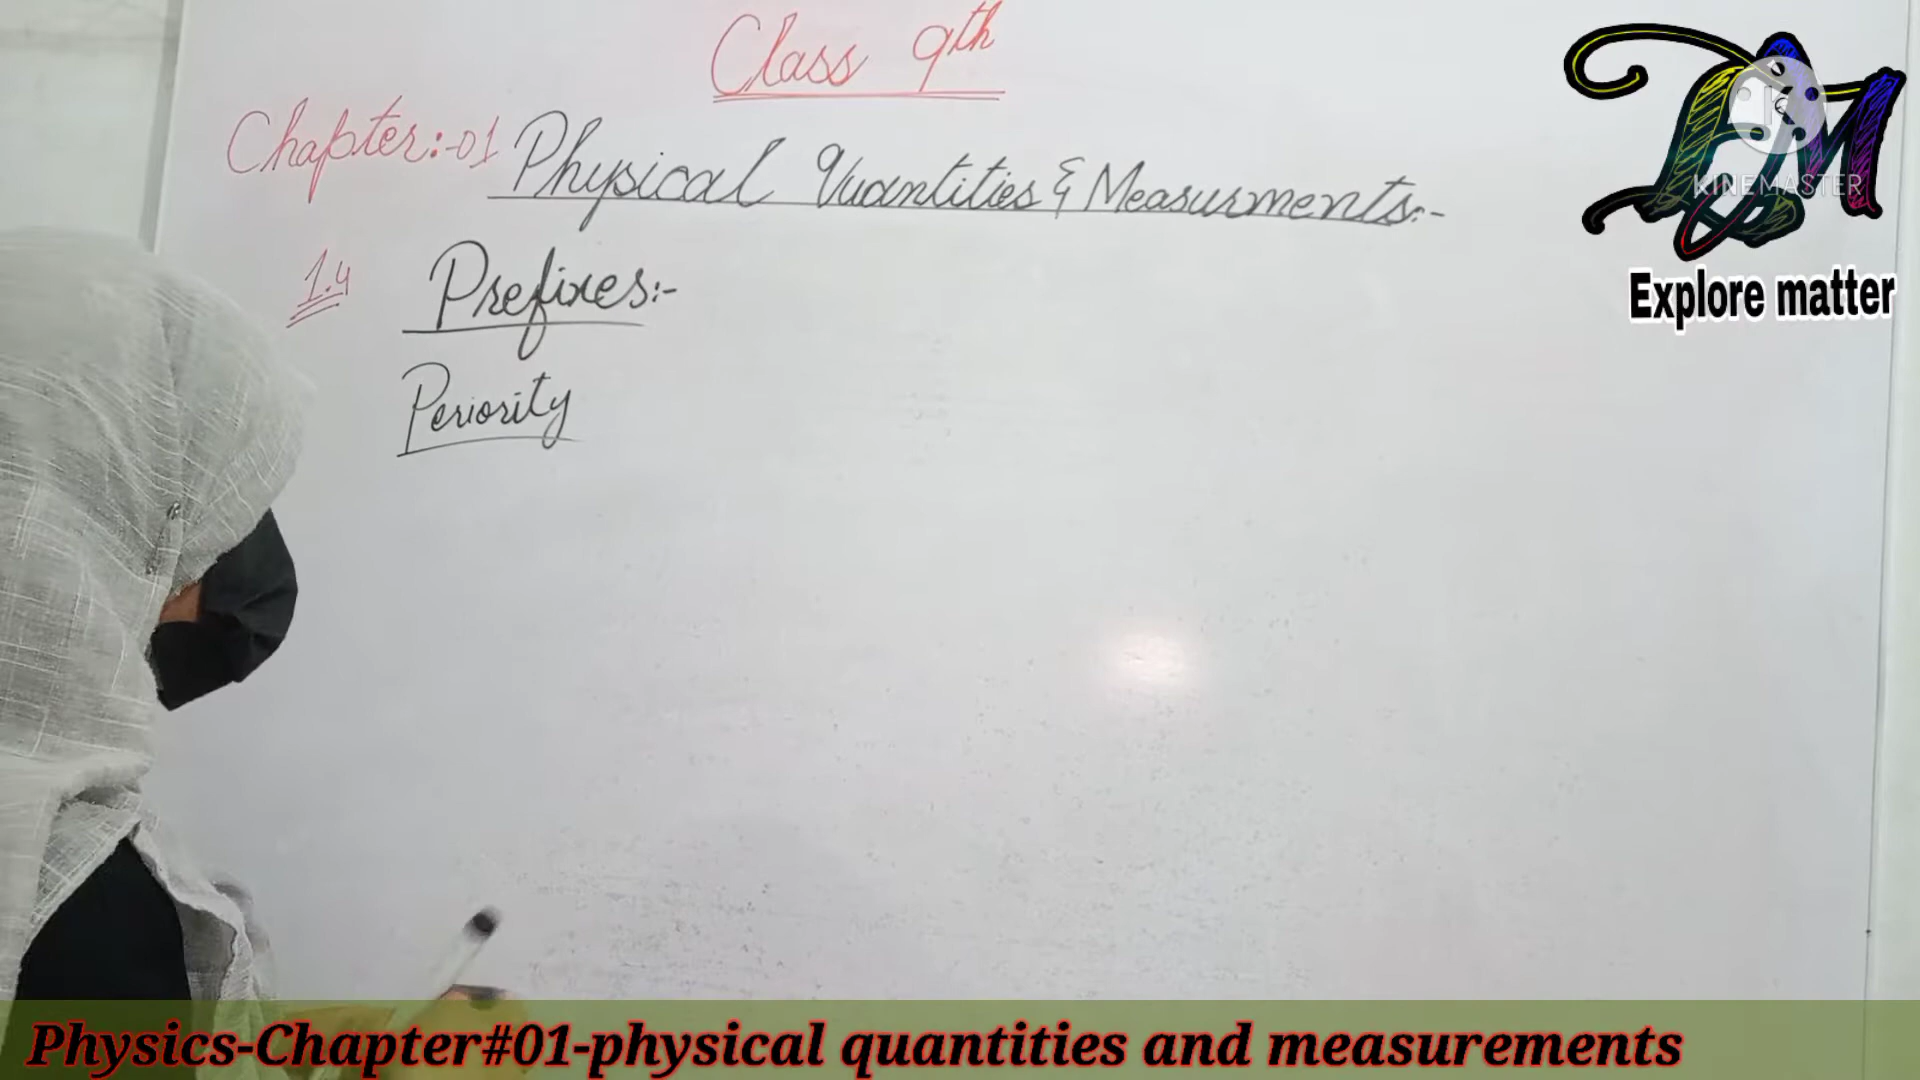 Class 9th
Chapter:-01 Physical Quantities & Measurments:-
1.4 Prefixes:-
Periority
KINEMASTER
Explore matter
Physics-Chapter#01-physical quantities and measurements